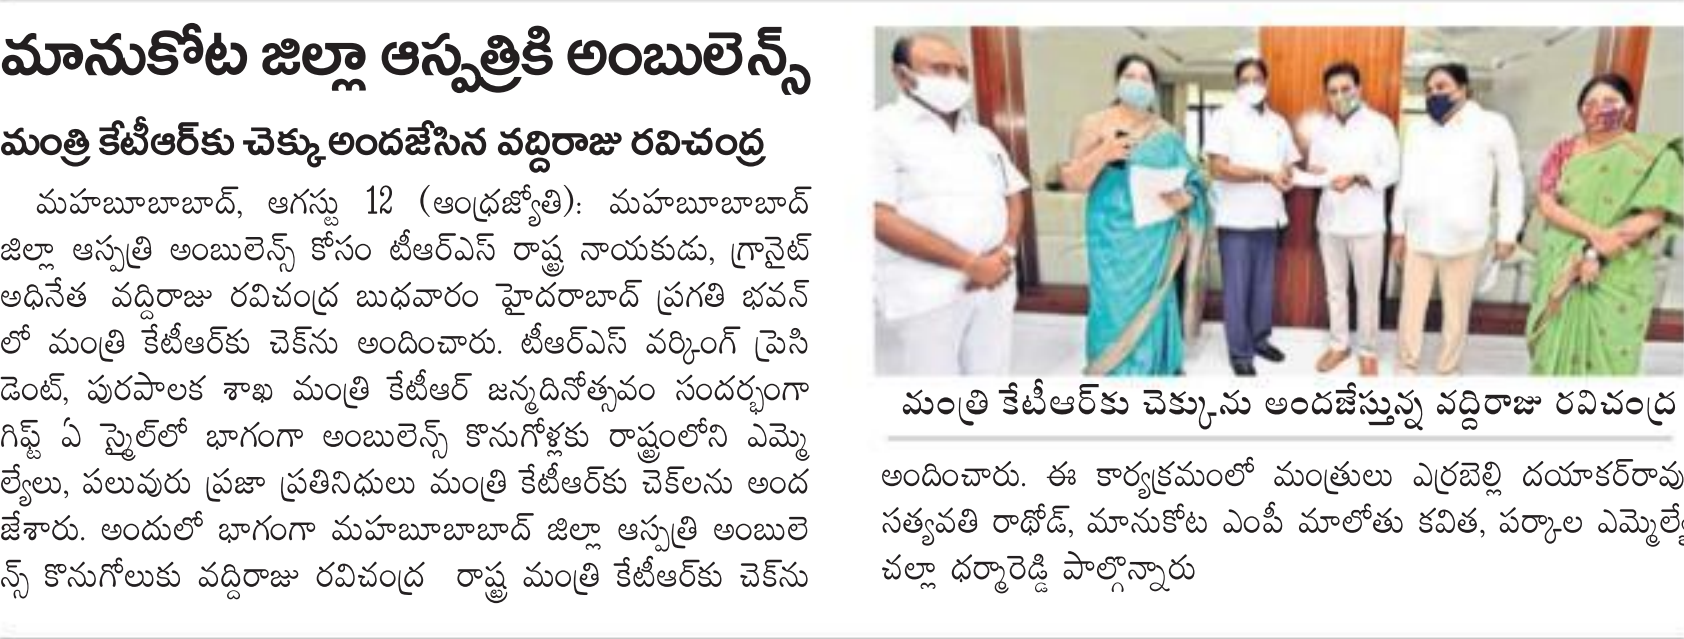 మానుకోట జిల్లా ఆస్పత్రికి అంబులెన్స్
మంత్రి కేటీఆర్‌కు చెక్కు అందజేసిన వద్దిరాజు రవిచంద్ర
మహబూబాబాద్, ఆగస్టు 12 (ఆంధ్రజ్యోతి): మహబూబాబాద్
జిల్లా ఆస్పత్రి అంబులెన్స్ కోసం టీఆర్ఎస్ రాష్ట్ర నాయకుడు, గ్రానైట్
అధినేత వద్దిరాజు రవిచంద్ర బుధవారం హైదరాబాద్ ప్రగతి భవన్
లో మంత్రి కేటీఆర్‌కు చెక్‌ను అందించారు. టీఆర్ఎస్ వర్కింగ్ ప్రెసి
డెంట్, పురపాలక శాఖ మంత్రి కేటీఆర్ జన్మదినోత్సవం సందర్భంగా
గిఫ్ట్ ఏ స్మైల్‌లో భాగంగా అంబులెన్స్ కొనుగోళ్లకు రాష్ట్రంలోని ఎమ్మె
ల్యేలు, పలువురు ప్రజా ప్రతినిధులు మంత్రి కేటీఆర్‌కు చెక్‌లను అంద
జేశారు. అందులో భాగంగా మహబూబాబాద్ జిల్లా ఆస్పత్రి అంబులె
న్స్ కొనుగోలుకు వద్దిరాజు రవిచంద్ర రాష్ట్ర మంత్రి కేటీఆర్‌కు చెక్‌ను
మంత్రి కేటీఆర్‌కు చెక్కును అందజేస్తున్న వద్దిరాజు రవిచంద్ర
అందించారు. ఈ కార్యక్రమంలో మంత్రులు ఎర్రబెల్లి దయాకర్‌రావు
సత్యవతి రాథోడ్, మానుకోట ఎంపీ మాలోతు కవిత, పర్కాల ఎమ్మెల్యే
చల్లా ధర్మారెడ్డి పాల్గొన్నారు